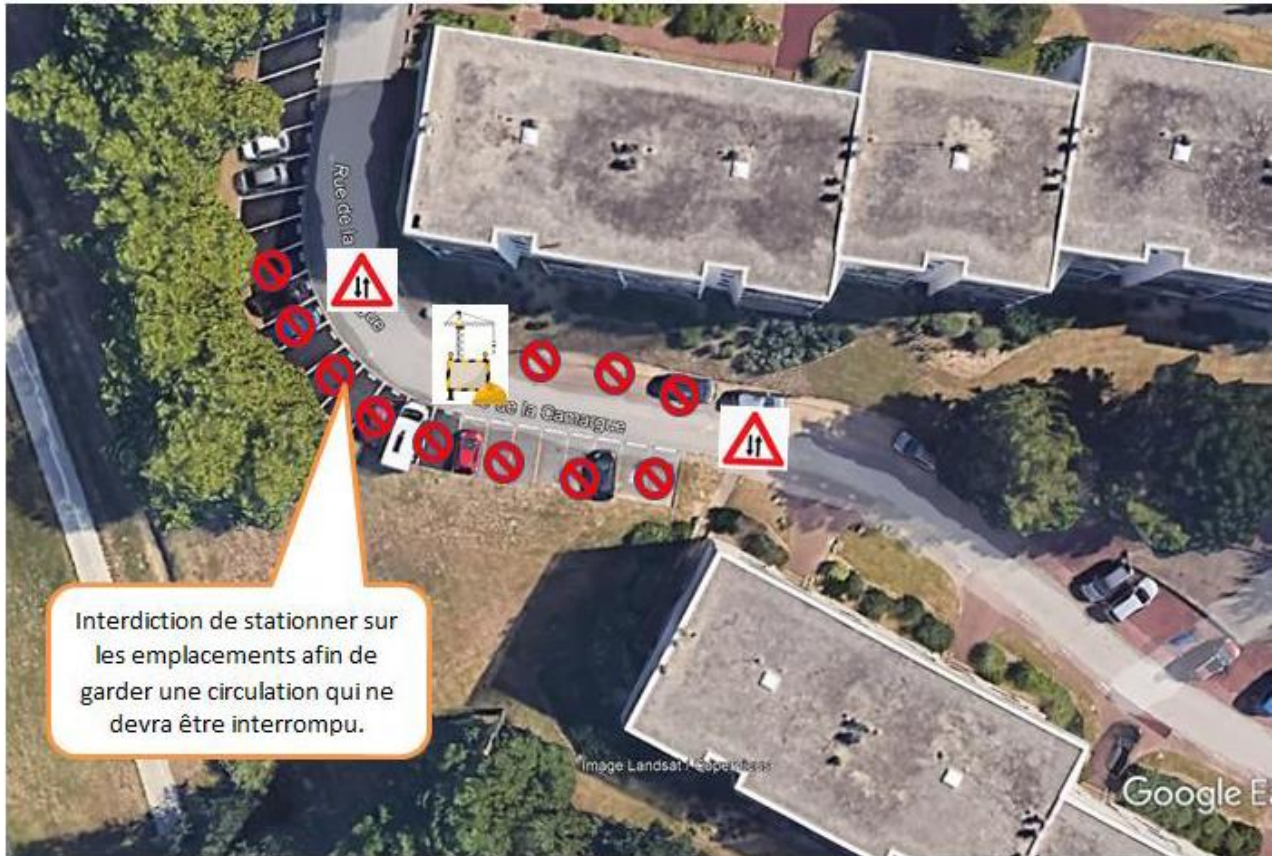 Rue de la
de la Camargue
Interdiction de stationner sur
les emplacements afin de
garder une circulation qui ne
devra être interrompu.
Image Landsat / Copernicus
Google